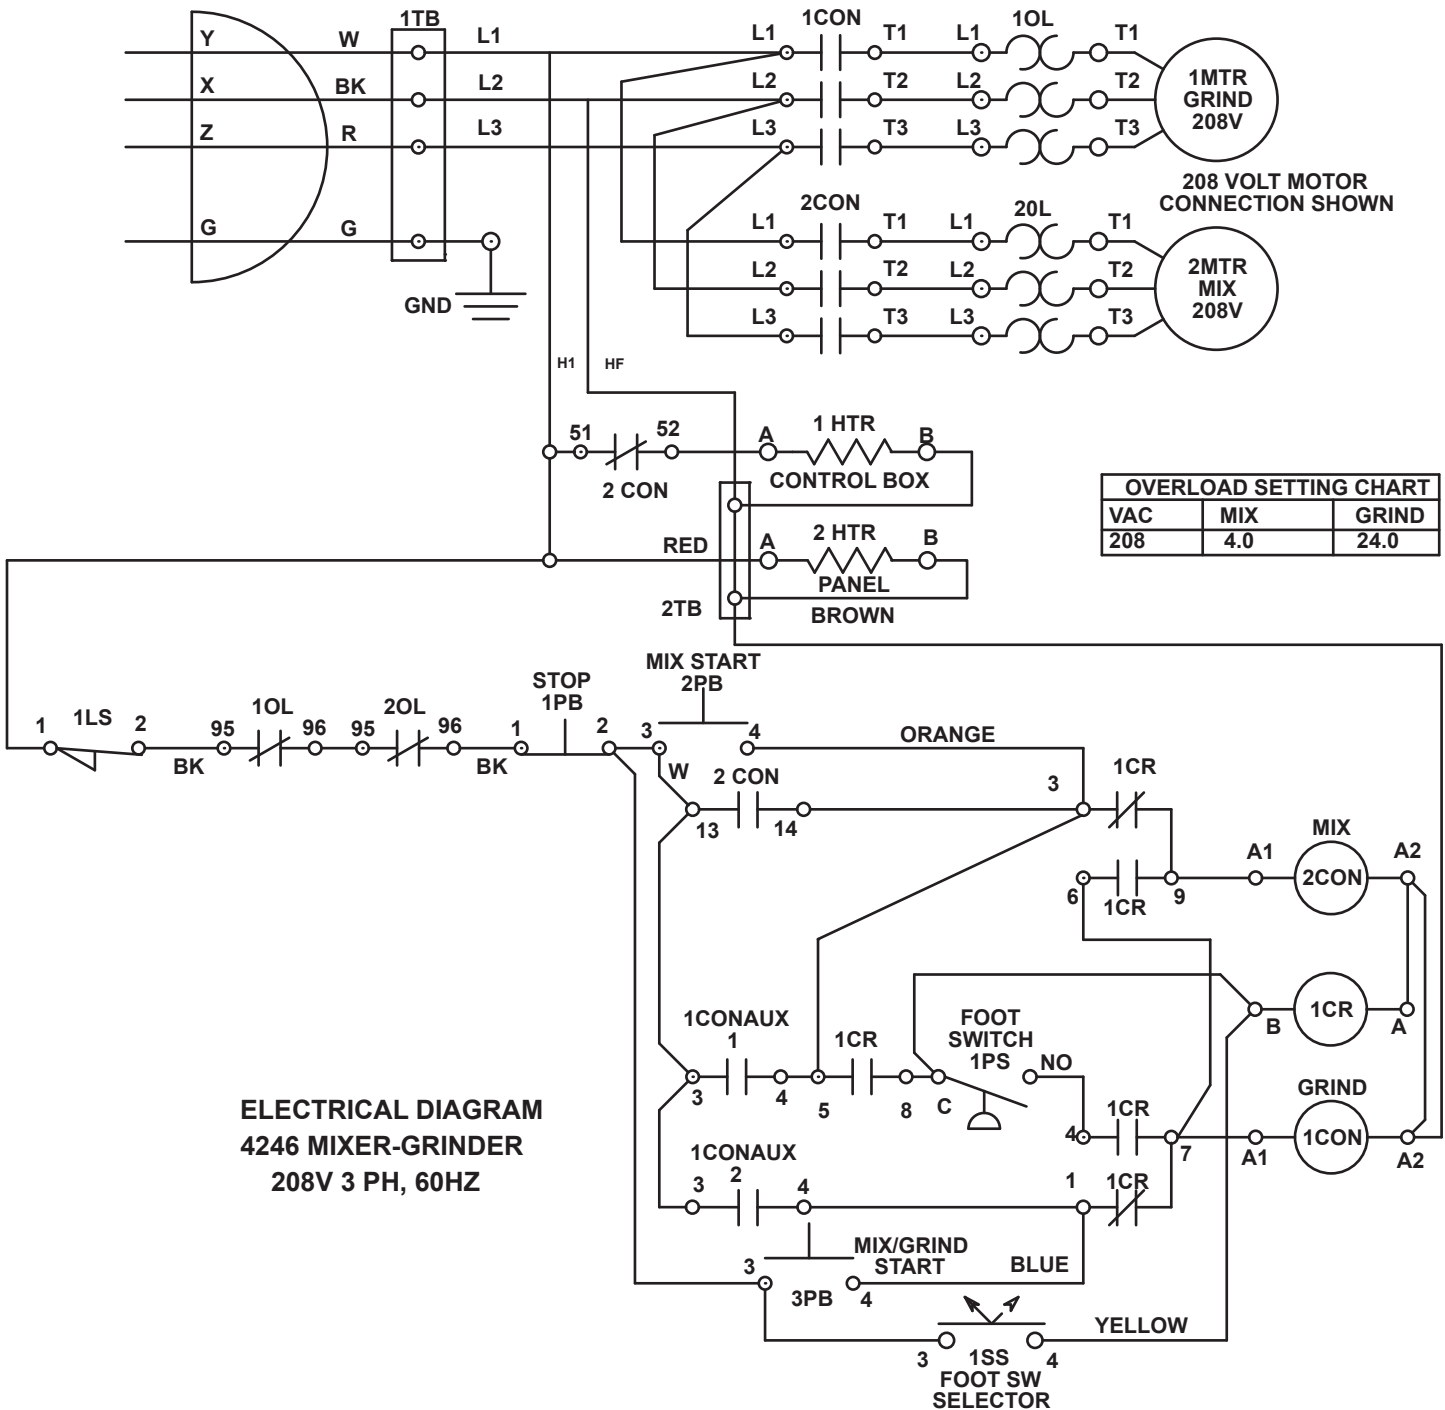 1TB
Y W L1
X BK L2
Z R L3
G G
GND
1CON 1OL
L1 T1 L1 T1
L2 T2 L2 T2
L3 T3 L3 T3
1MTR
GRIND
208V
208 VOLT MOTOR
CONNECTION SHOWN
2CON 20L
L1 T1 L1 T1
L2 T2 L2 T2
L3 T3 L3 T3
2MTR
MIX
208V
H1 HF
51 52 A 1 HTR B
2 CON CONTROL BOX
RED A 2 HTR B
PANEL
2TB BROWN
OVERLOAD SETTING CHART
VAC MIX GRIND
208 4.0 24.0
MIX START
2PB
STOP
1PB
1 1LS 2 95 1OL 96 95 2OL 96 1 2 3 4
BK BK
ORANGE
W 2 CON 3 1CR
13 14
MIX
A1 2CON A2
6 1CR 9
1CONAUX
1
1CR
FOOT
SWITCH
1PS
NO
B 1CR A
3 4 5 8 C
GRIND
1CR
4 7 A1 1CON A2
ELECTRICAL DIAGRAM
4246 MIXER-GRINDER
208V 3 PH, 60HZ
1CONAUX
2
3 4 1 1CR
MIX/GRIND
START
BLUE
3 3PB 4
YELLOW
3 1SS 4
FOOT SW
SELECTOR